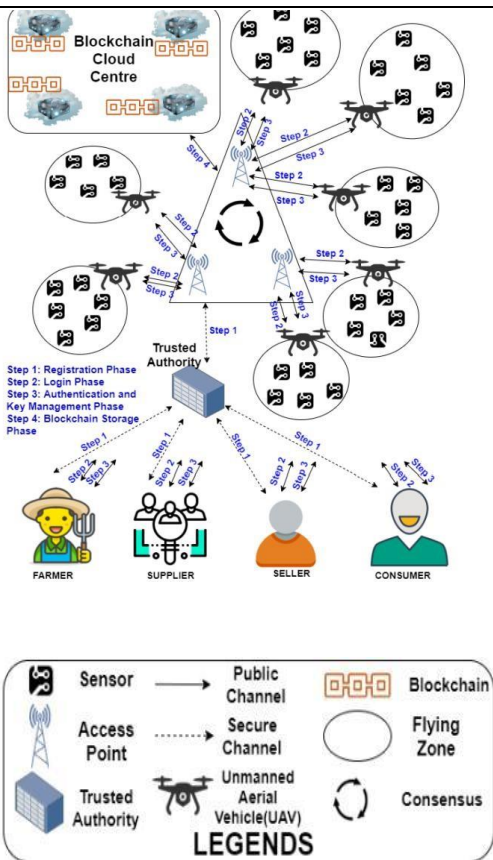 Blockchain
Cloud
Centre
Step 4
Step 2
Step 3
Step 2
Step 3
Step 2
Step 3
Step 2
Step 3
Step 2
Step 3
Step 2
Step 3
Step 2
Step 3
Step 1
Trusted
Authority
Step 1: Registration Phase
Step 2: Login Phase
Step 3: Authentication and
Key Management Phase
Step 4: Blockchain Storage
Phase
Step 1
Step 1
Step 1
Step 1
Step 2
Step 3
Step 2
Step 3
Step 2
Step 3
Step 2
Step 3
FARMER
SUPPLIER
SELLER
CONSUMER
Sensor
Public
Channel
Blockchain
Access
Point
Secure
Channel
Flying
Zone
Trusted
Authority
Unmanned
Aerial
Vehicle(UAV)
Consensus
LEGENDS